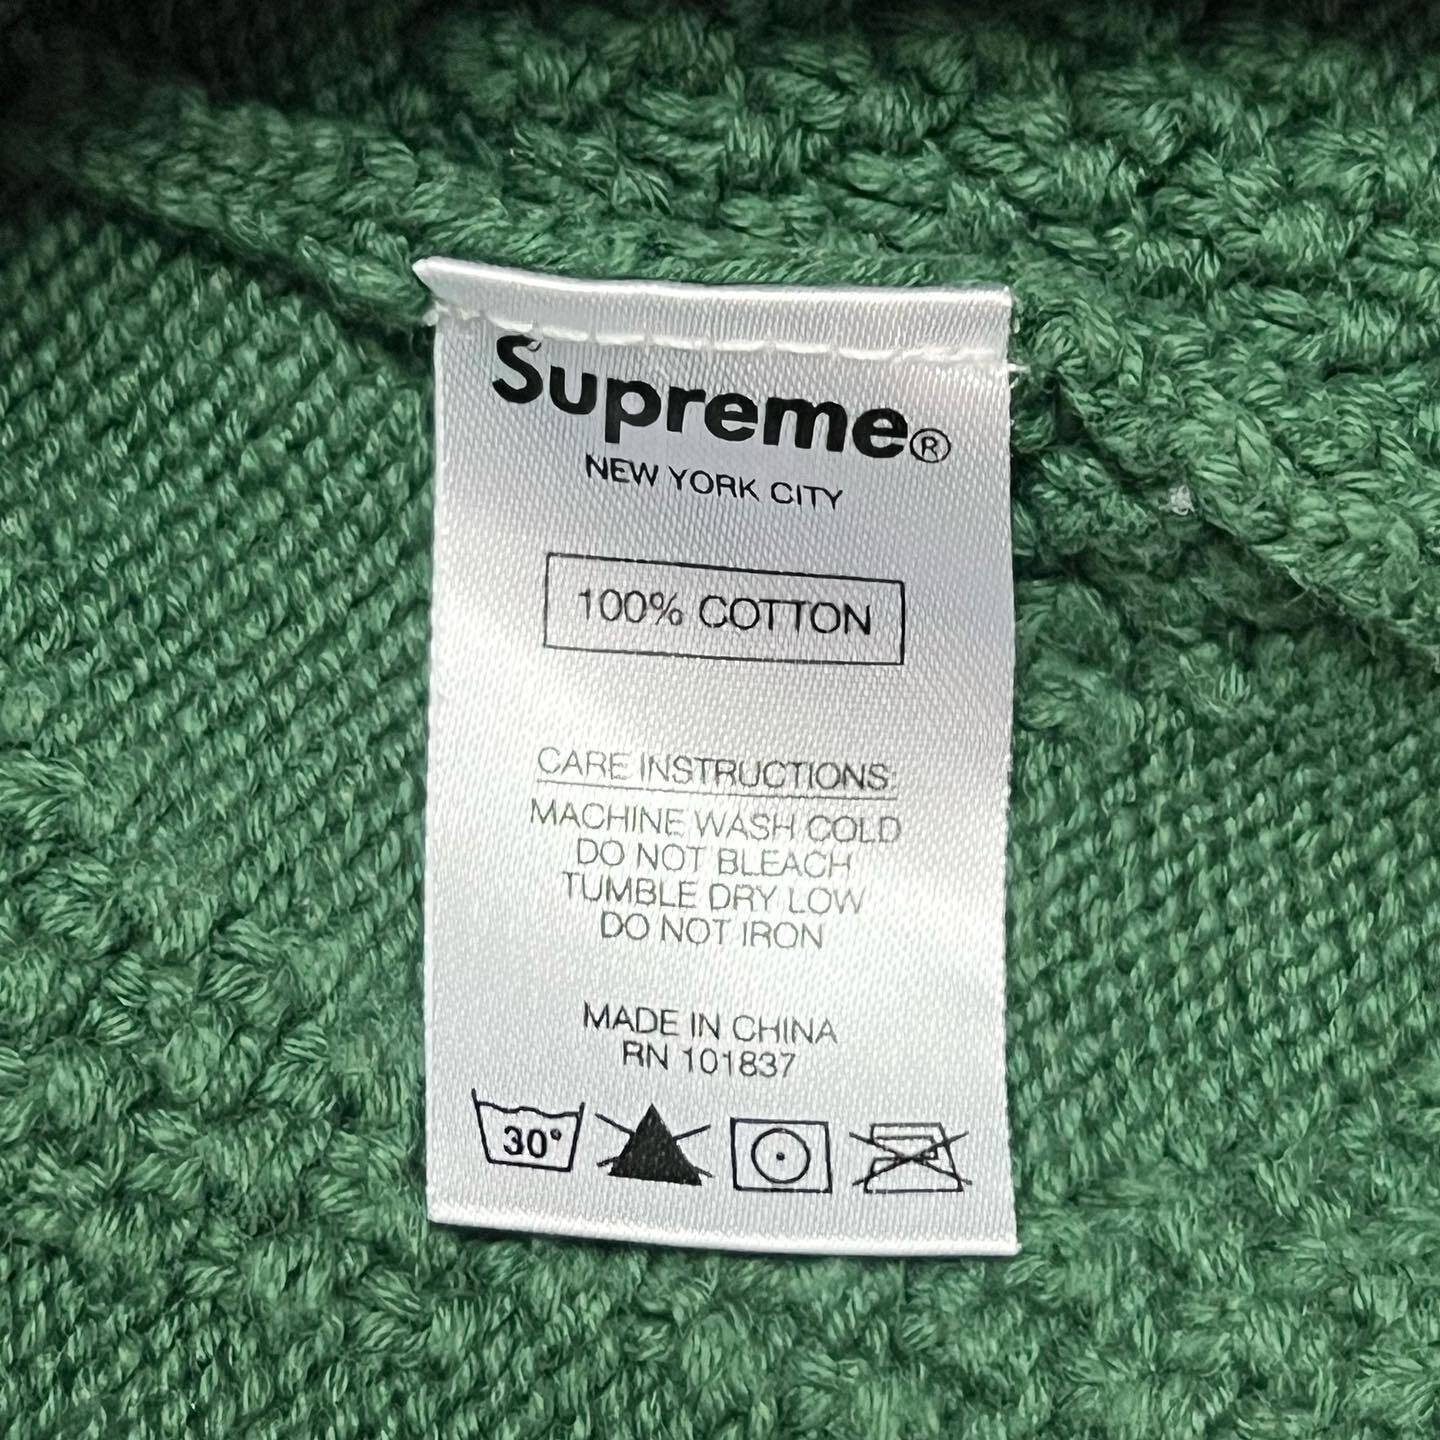 Supreme®
NEW YORK CITY
100% COTTON
CARE INSTRUCTIONS:
MACHINE WASH COLD
DO NOT BLEACH
TUMBLE DRY LOW
DO NOT IRON
MADE IN CHINA
RN 101837
30°